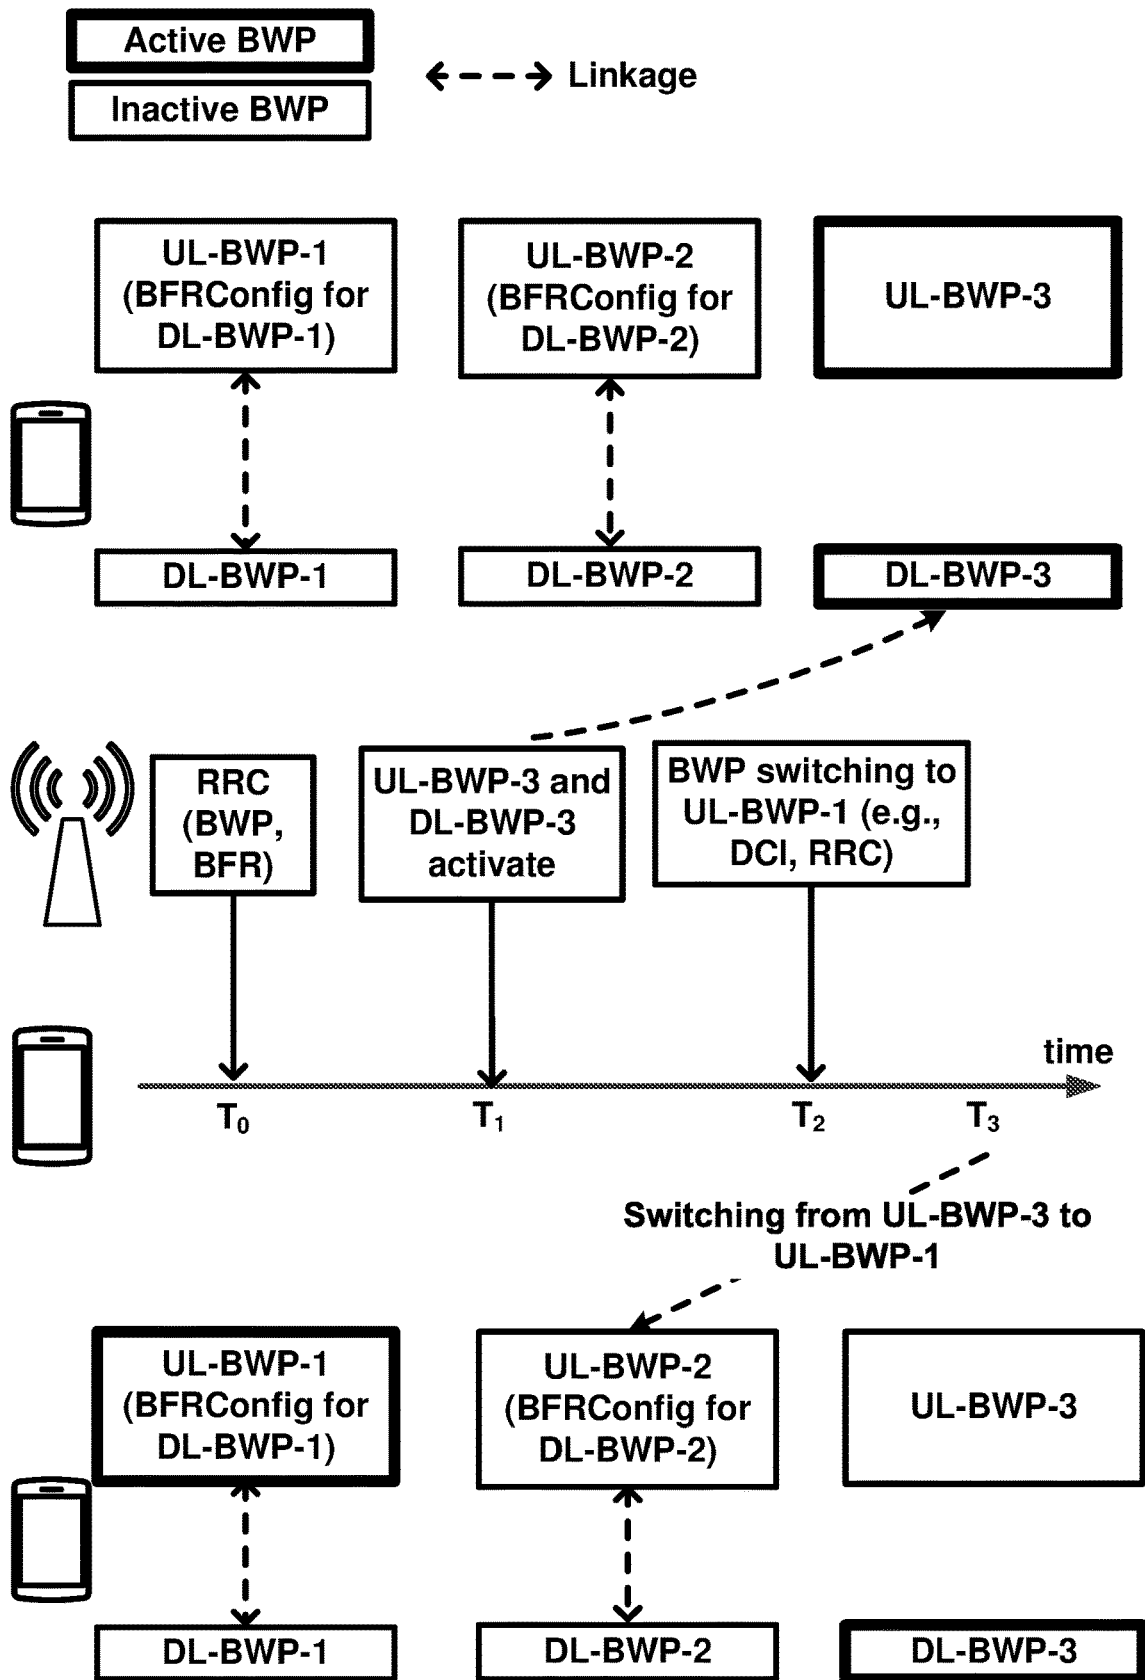 Active BWP
Inactive BWP
Linkage
UL-BWP-1
(BFRConfig for
DL-BWP-1)
UL-BWP-2
(BFRConfig for
DL-BWP-2)
UL-BWP-3
DL-BWP-1
DL-BWP-2
DL-BWP-3
RRC
(BWP,
BFR)
UL-BWP-3 and
DL-BWP-3
activate
BWP switching to
UL-BWP-1 (e.g.,
DCI, RRC)
time
T0
T1
T2
T3
Switching from UL-BWP-3 to
UL-BWP-1
UL-BWP-1
(BFRConfig for
DL-BWP-1)
UL-BWP-2
(BFRConfig for
DL-BWP-2)
UL-BWP-3
DL-BWP-1
DL-BWP-2
DL-BWP-3